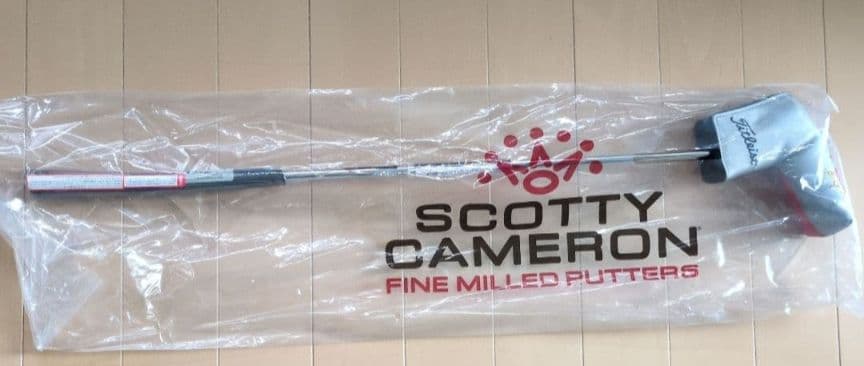 Titleist
SCOTTY
CAMERON
FINE MILLED PUTTERS